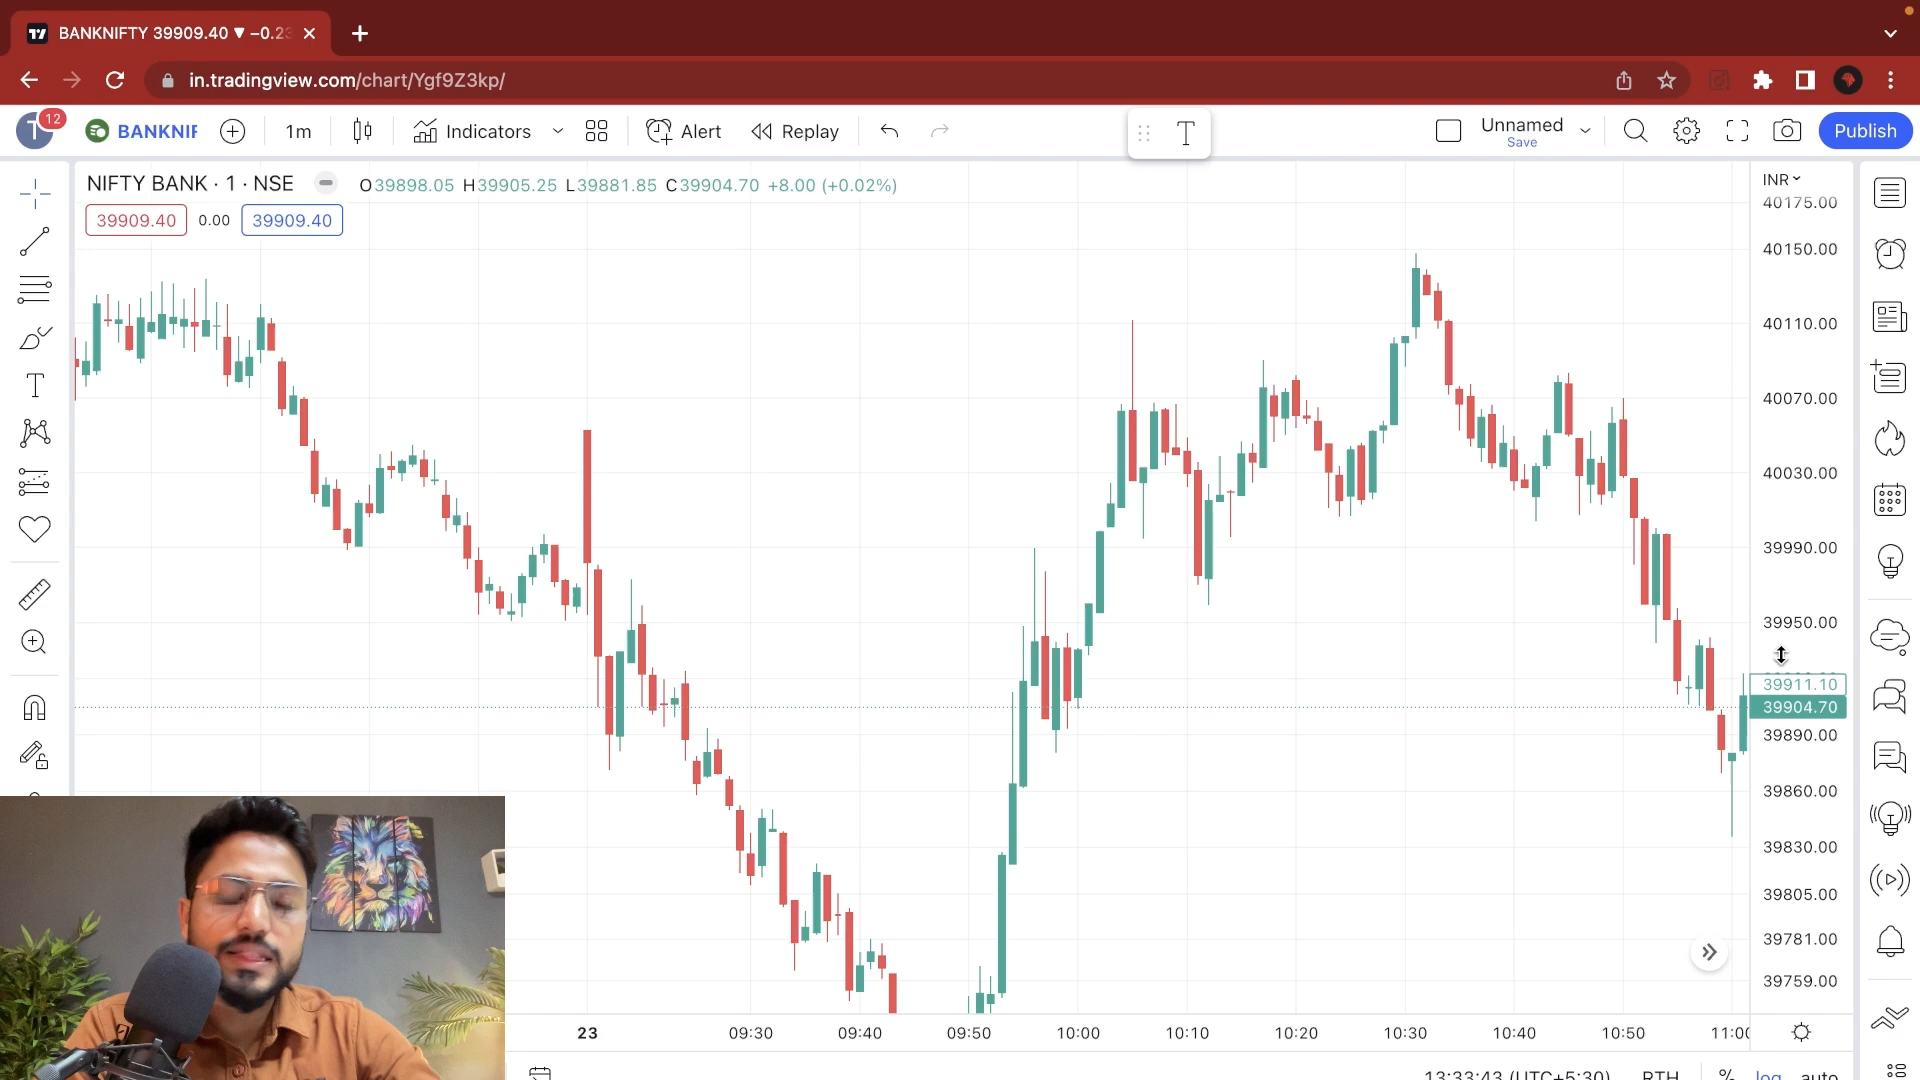 BANKNIFTY 39909.40 ▼ −0.23
in.tradingview.com/chart/Ygf9Z3kp/
T 12 BANKNIF 1m Indicators Alert Replay T Unnamed Save Publish
NIFTY BANK · 1 · NSE O39898.05 H39905.25 L39881.85 C39904.70 +8.00 (+0.02%)
39909.40 0.00 39909.40
INR
40175.00
40150.00
40110.00
40070.00
40030.00
39990.00
39950.00
39911.10
39904.70
39890.00
39860.00
39830.00
39805.00
39781.00
39759.00
23 09:30 09:40 09:50 10:00 10:10 10:20 10:30 10:40 10:50 11:00
13:33:43 (UTC+5:30) RTH % log auto